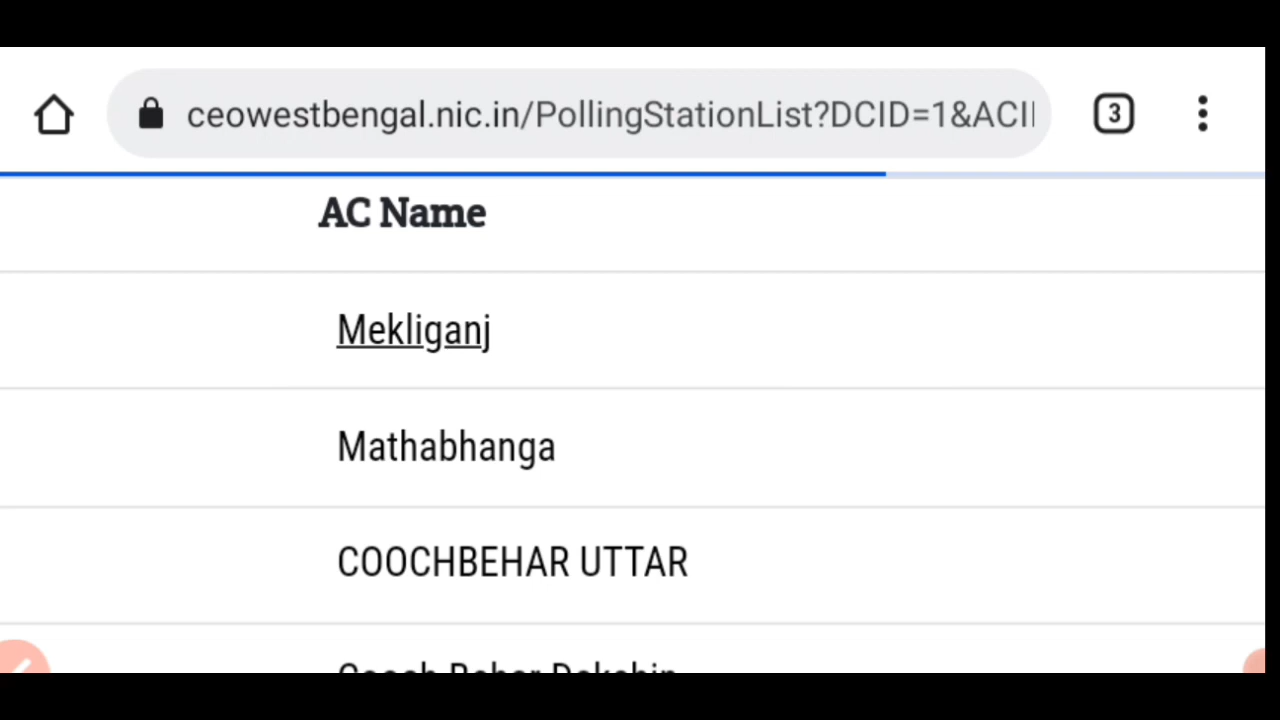 ceowestbengal.nic.in/PollingStationList?DCID=1&ACI
3
AC Name
Mekliganj
Mathabhanga
COOCHBEHAR UTTAR